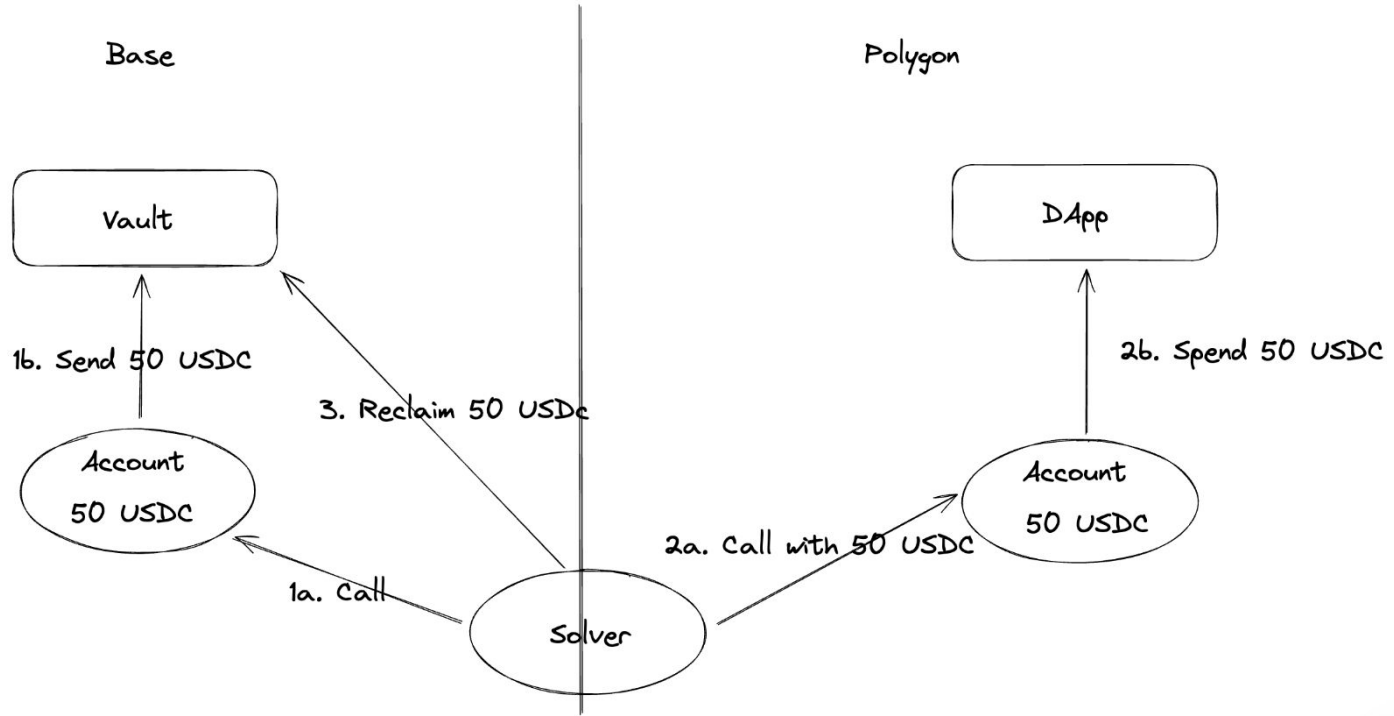 Base
Polygon
Vault
DApp
1b. Send 50 USDC
2b. Spend 50 USDC
3. Reclaim 50 USDc
Account
50 USDC
Account
50 USDC
2a. Call with 50 USDC
1a. Call
Solver